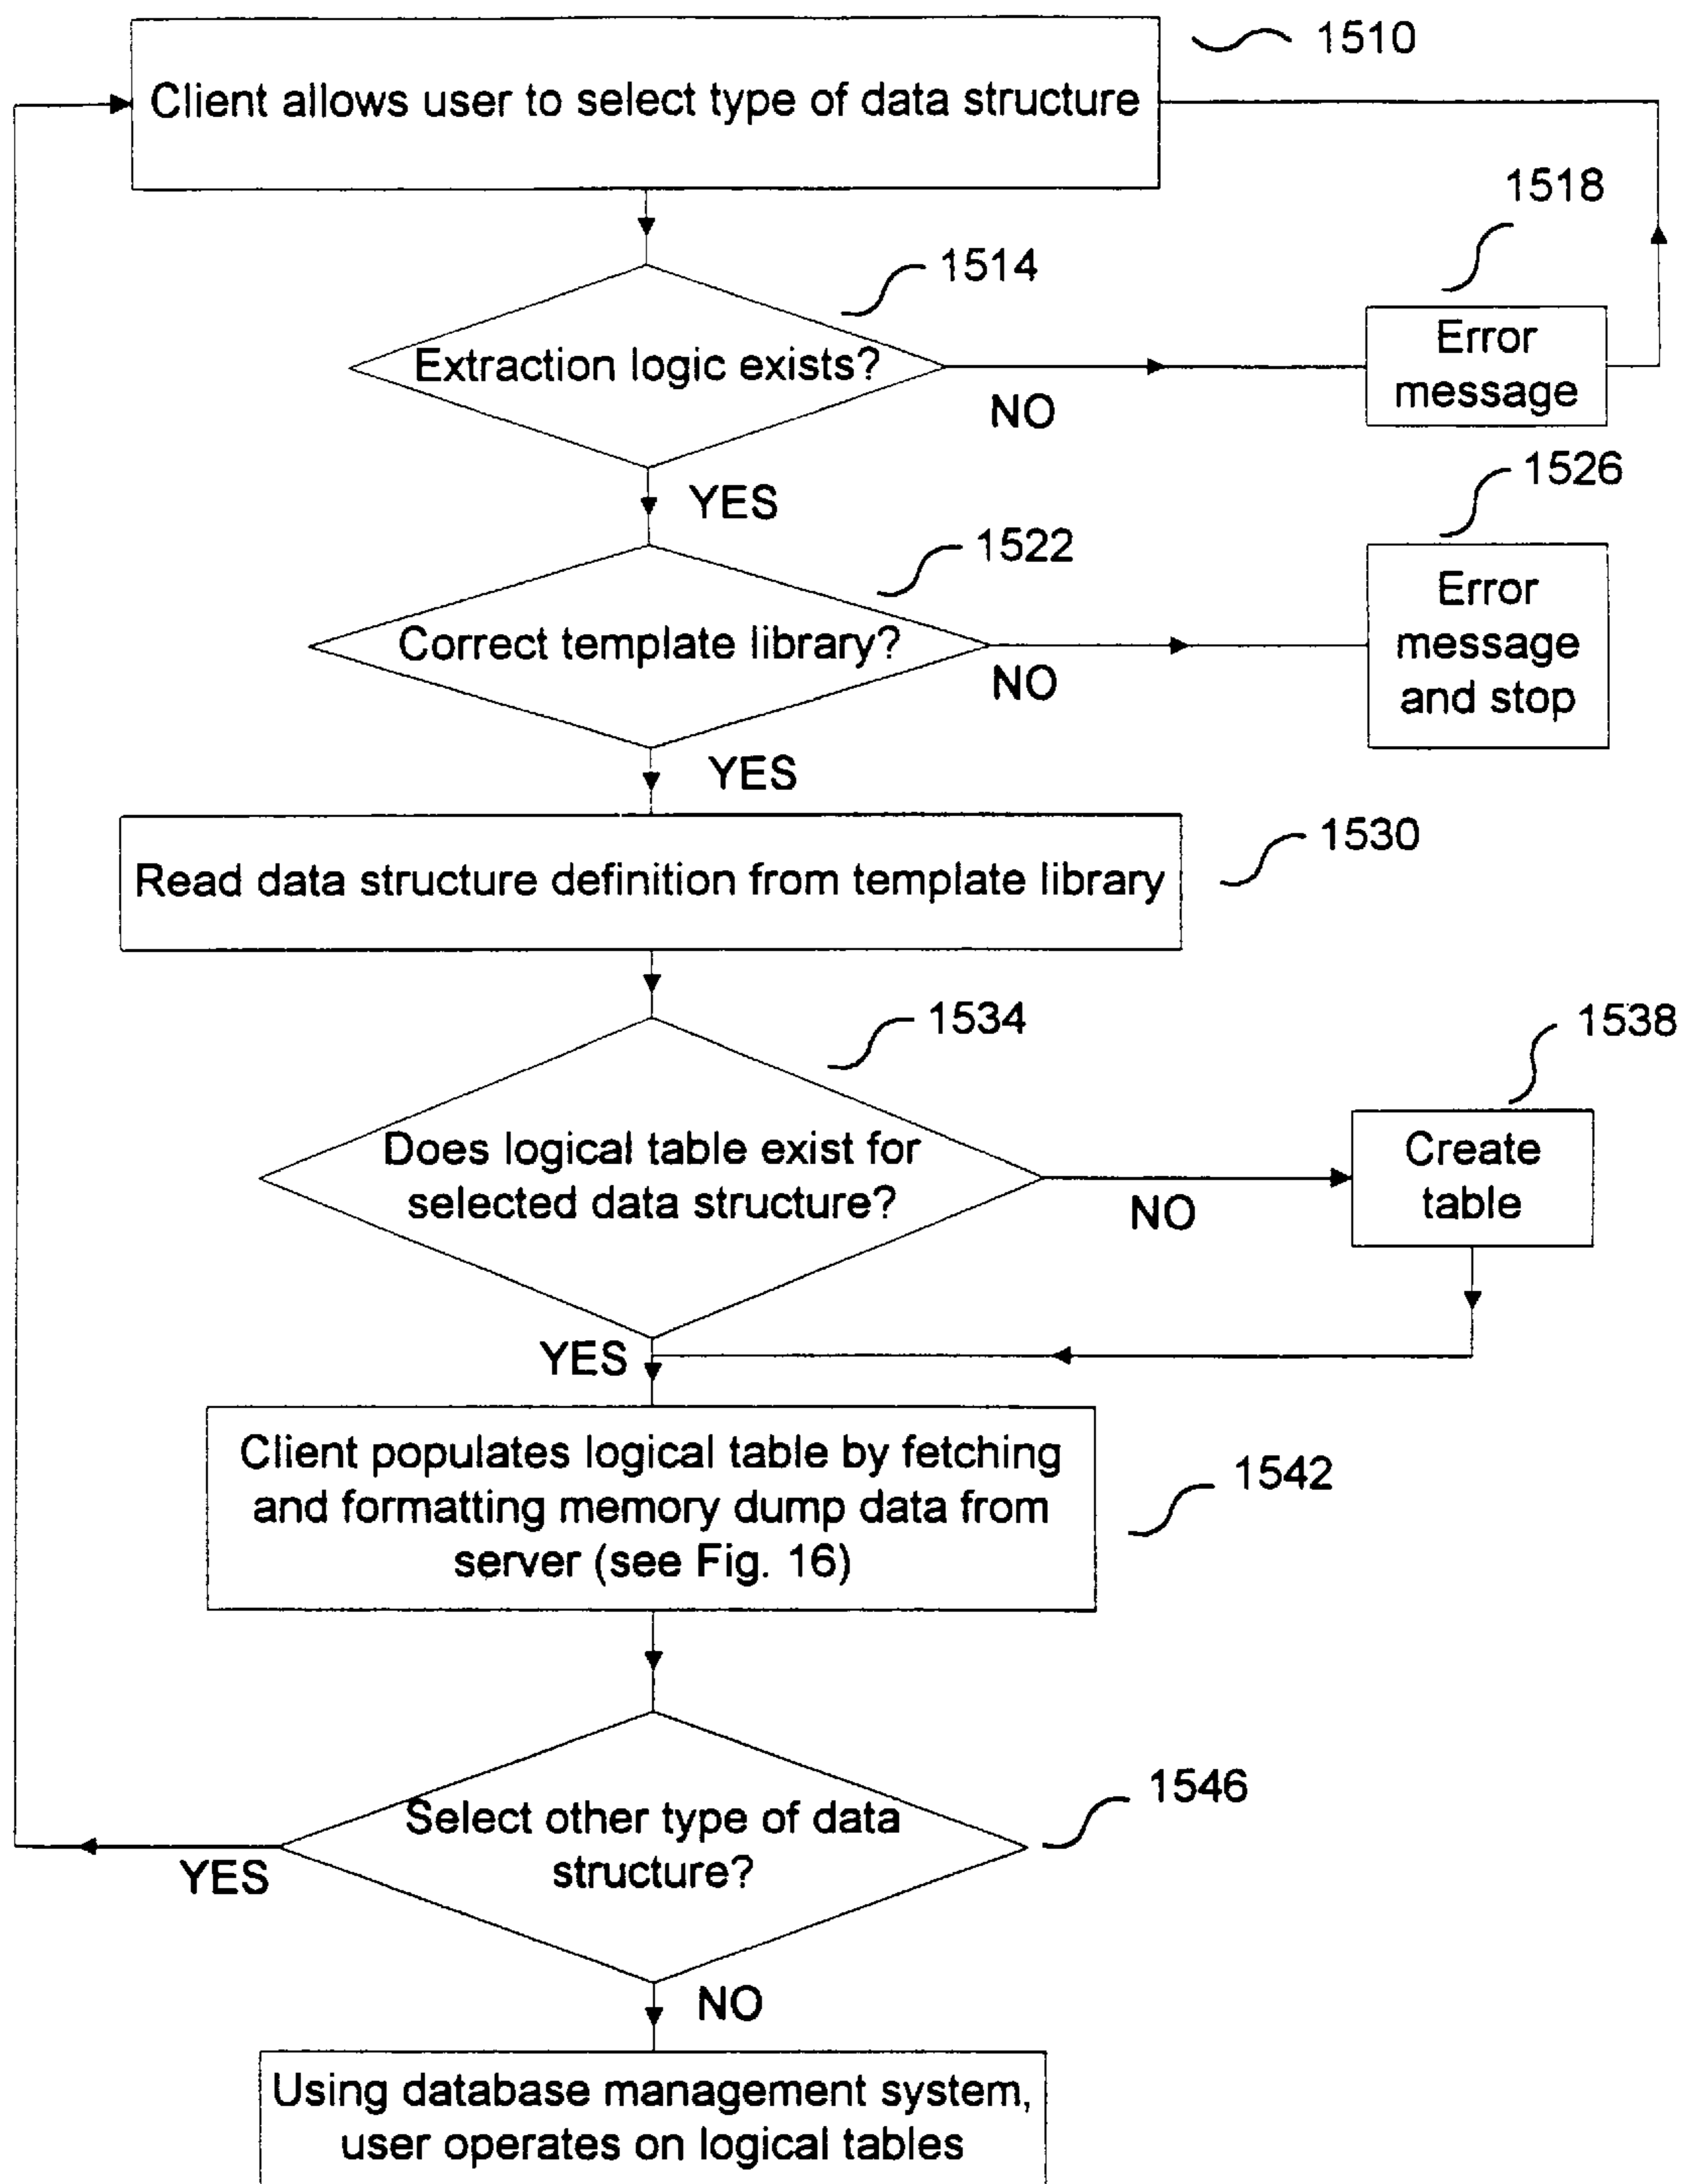 1510
Client allows user to select type of data structure
1518
1514
Extraction logic exists?
NO
Error
message
YES
1526
1522
Correct template library?
NO
Error
message
and stop
YES
1530
Read data structure definition from template library
1534
1538
Does logical table exist for
selected data structure?
NO
Create
table
YES
Client populates logical table by fetching
and formatting memory dump data from
server (see Fig. 16)
1542
1546
Select other type of data
structure?
YES
NO
Using database management system,
user operates on logical tables